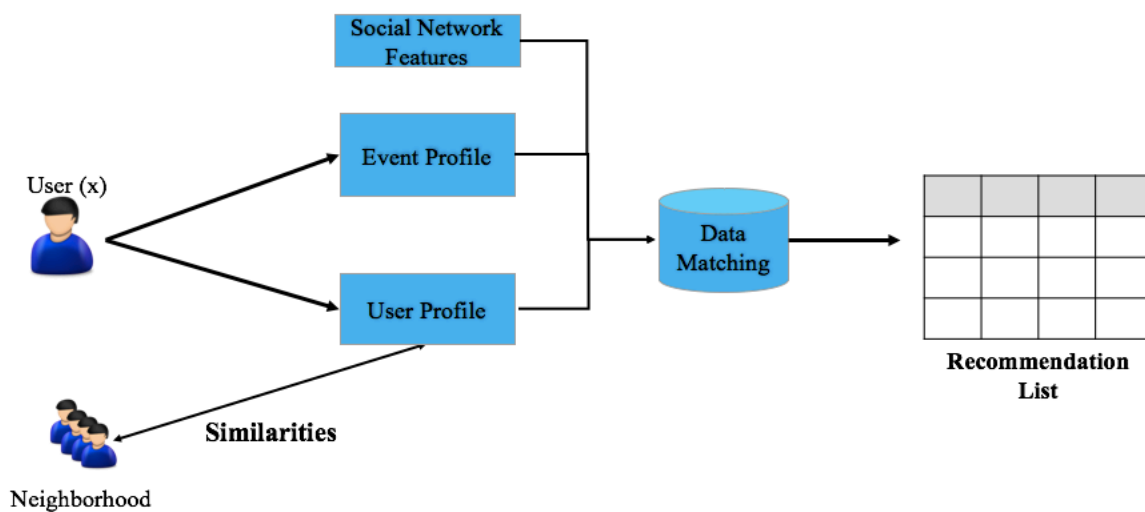 Social Network
Features
Event Profile
User (x)
Data
Matching
User Profile
Recommendation
List
Similarities
Neighborhood